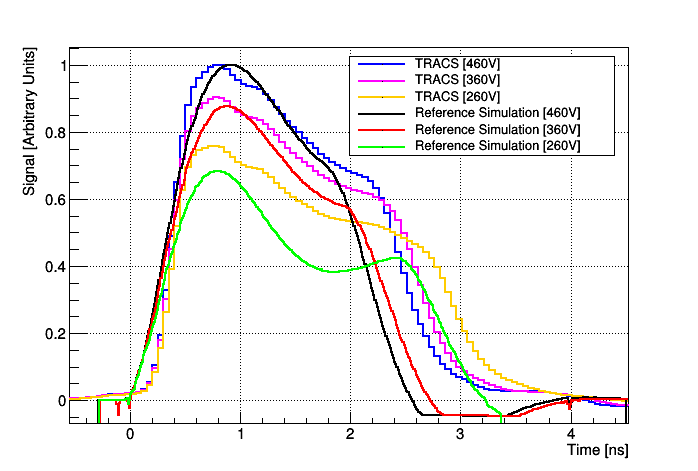 Signal [Arbitrary Units]
1
0.8
0.6
0.4
0.2
0
TRACS [460V]
TRACS [360V]
TRACS [260V]
Reference Simulation [460V]
Reference Simulation [360V]
Reference Simulation [260V]
0 1 2 3 4
Time [ns]